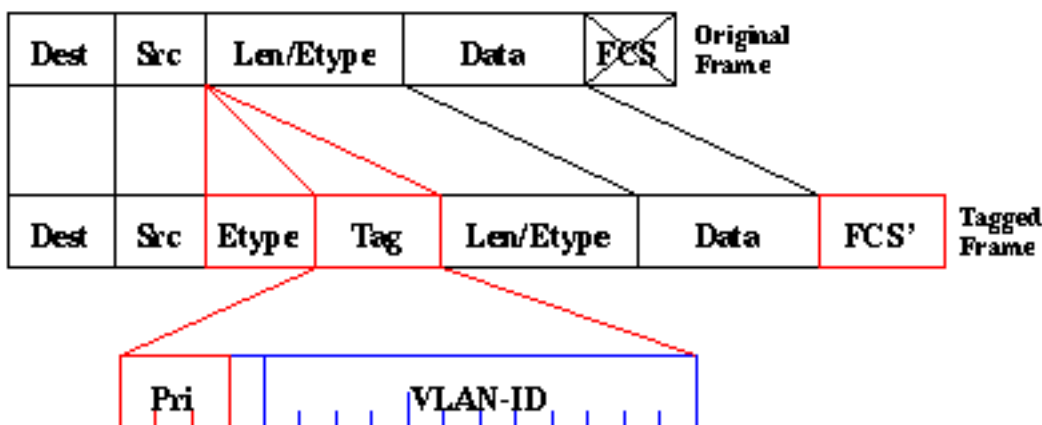 Dest Src Len/Etype Data FCS Original
Frame
Dest Src Etype Tag Len/Etype Data FCS’ Tagged
Frame
Pri VLAN-ID